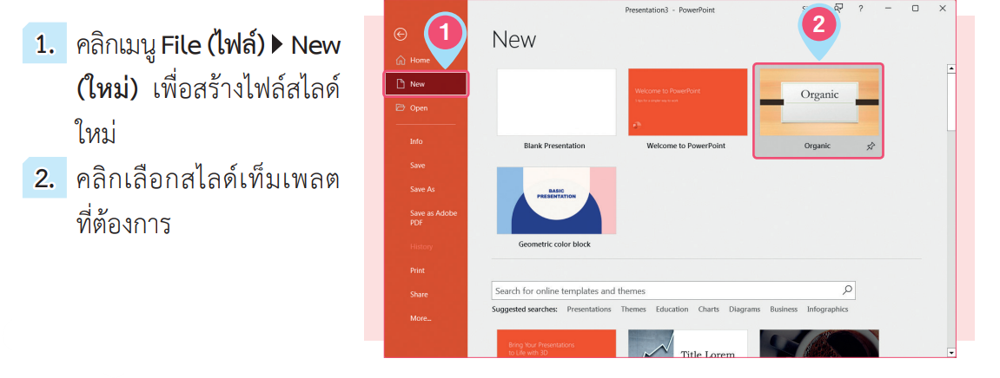 1. คลิกเมนู File (ไฟล์) ▶ New
(ใหม่) เพื่อสร้างไฟล์สไลด์
ใหม่
2. คลิกเลือกสไลด์เท็มเพลต
ที่ต้องการ
Presentation3 - PowerPoint
?
1
2
New
Home
New
Open
Info
Save
Save As
Save as Adobe
PDF
History
Print
Share
More...
Welcome to PowerPoint
Organic
Blank Presentation
Welcome to PowerPoint
Organic
BASIC
PRESENTATION
Geometric color block
Search for online templates and themes
Suggested searches: Presentations Themes Education Charts Diagrams Business Infographics
Bring Your Presentations
to Life with 3D
Title Lorem